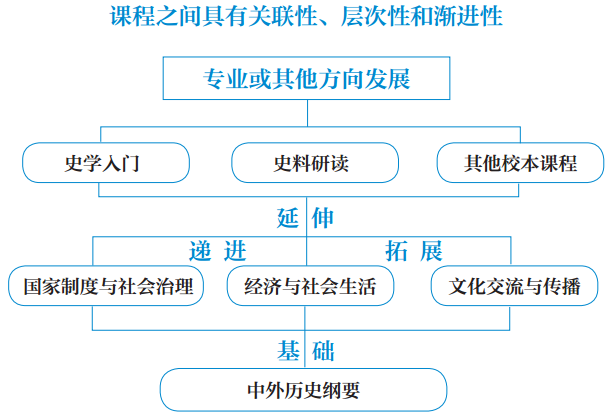 课程之间具有关联性、层次性和渐进性
专业或其他方向发展
史学入门
史料研读
其他校本课程
延伸
递进
拓展
国家制度与社会治理
经济与社会生活
文化交流与传播
基础
中外历史纲要